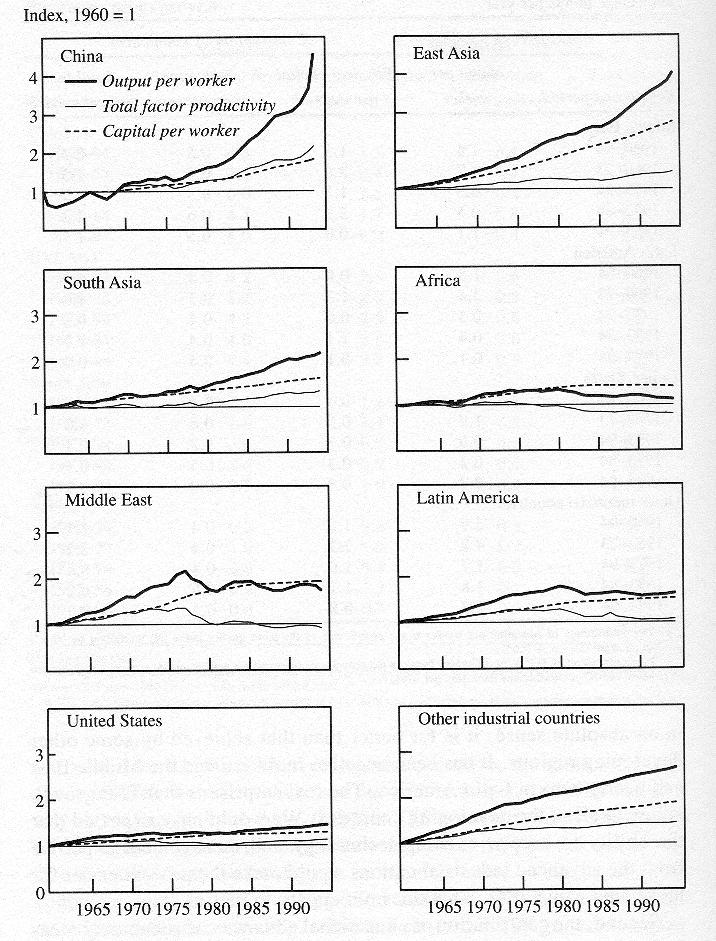 Index, 1960 = 1
China
Output per worker
Total factor productivity
Capital per worker
4
3
2
1
East Asia
South Asia
3
2
1
Africa
Middle East
3
2
1
Latin America
United States
3
2
1
0
1965 1970 1975 1980 1985 1990
Other industrial countries
1965 1970 1975 1980 1985 1990